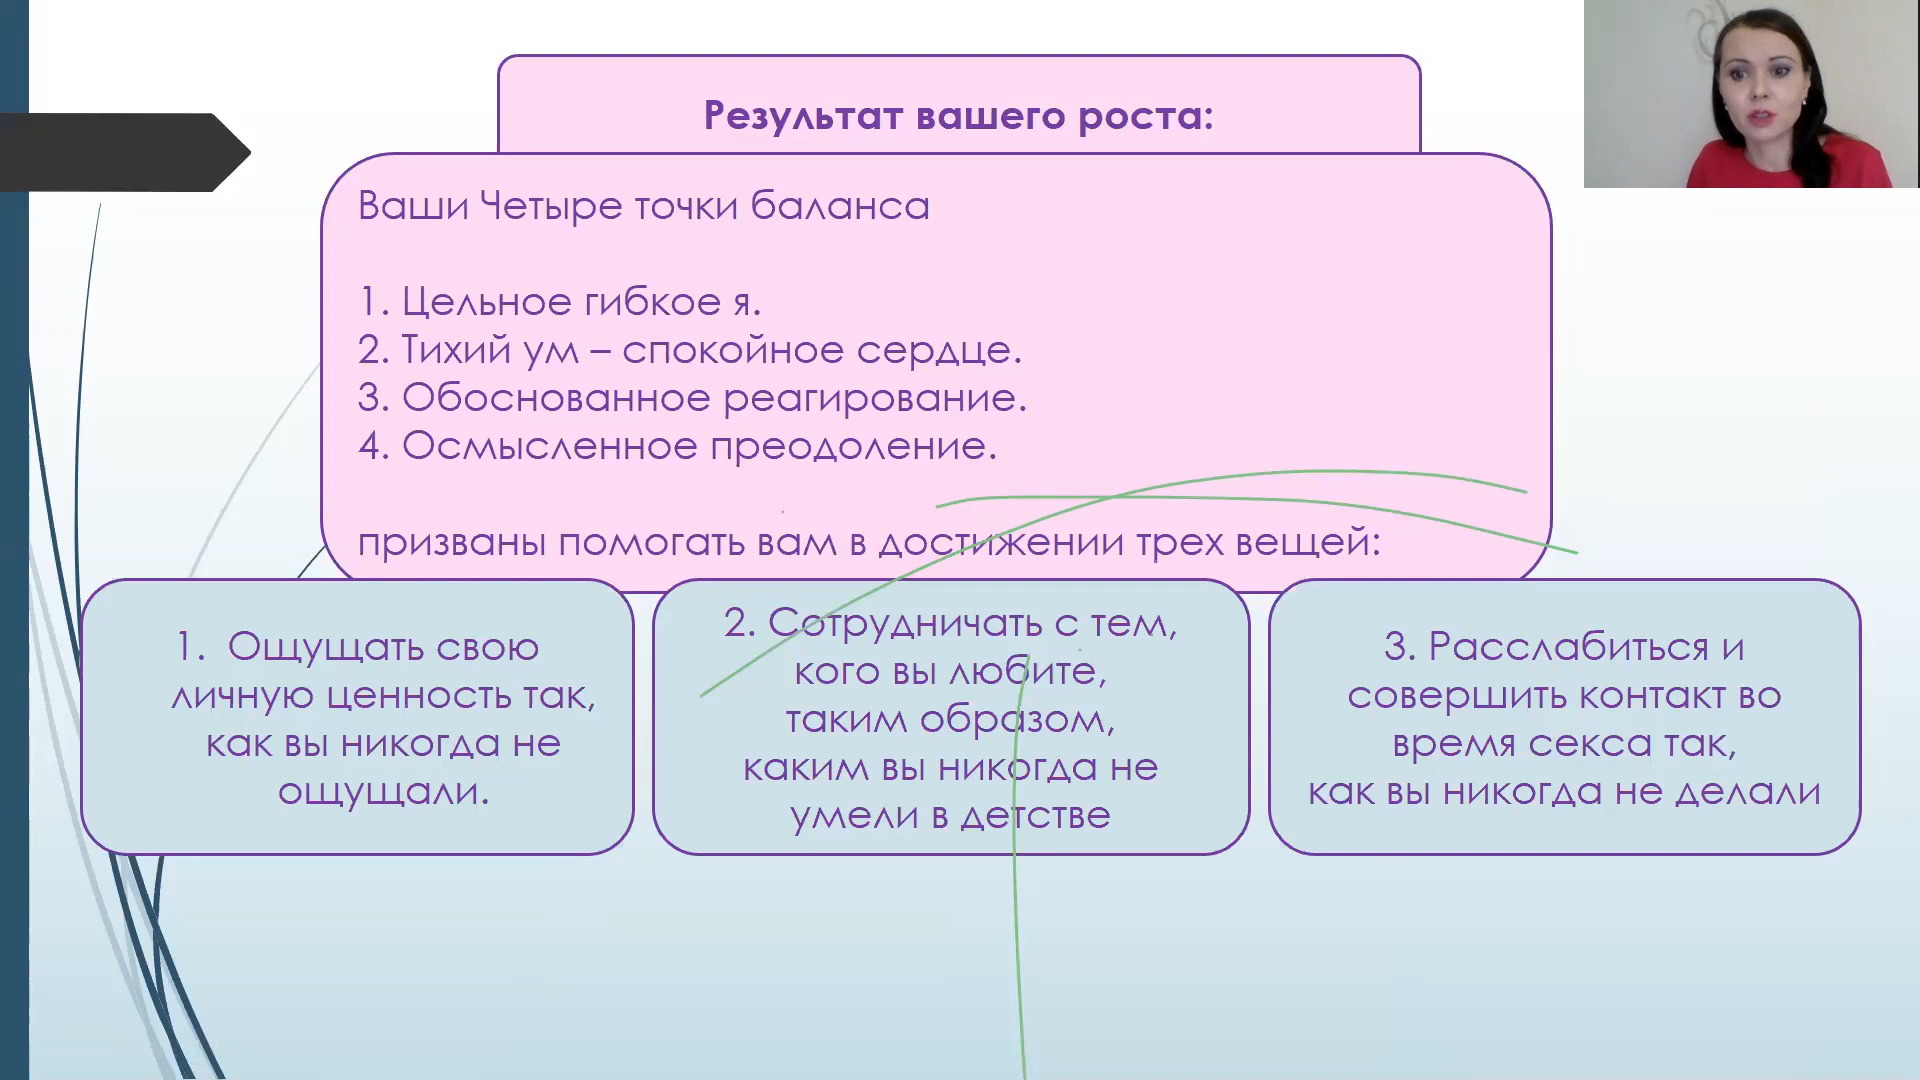 Результат вашего роста:
Ваши Четыре точки баланса
1. Цельное гибкое я.
2. Тихий ум – спокойное сердце.
3. Обоснованное реагирование.
4. Осмысленное преодоление.
призваны помогать вам в достижении трех вещей:
1. Ощущать свою
личную ценность так,
как вы никогда не
ощущали.
2. Сотрудничать с тем,
кого вы любите,
таким образом,
каким вы никогда не
умели в детстве
3. Расслабиться и
совершить контакт во
время секса так,
как вы никогда не делали